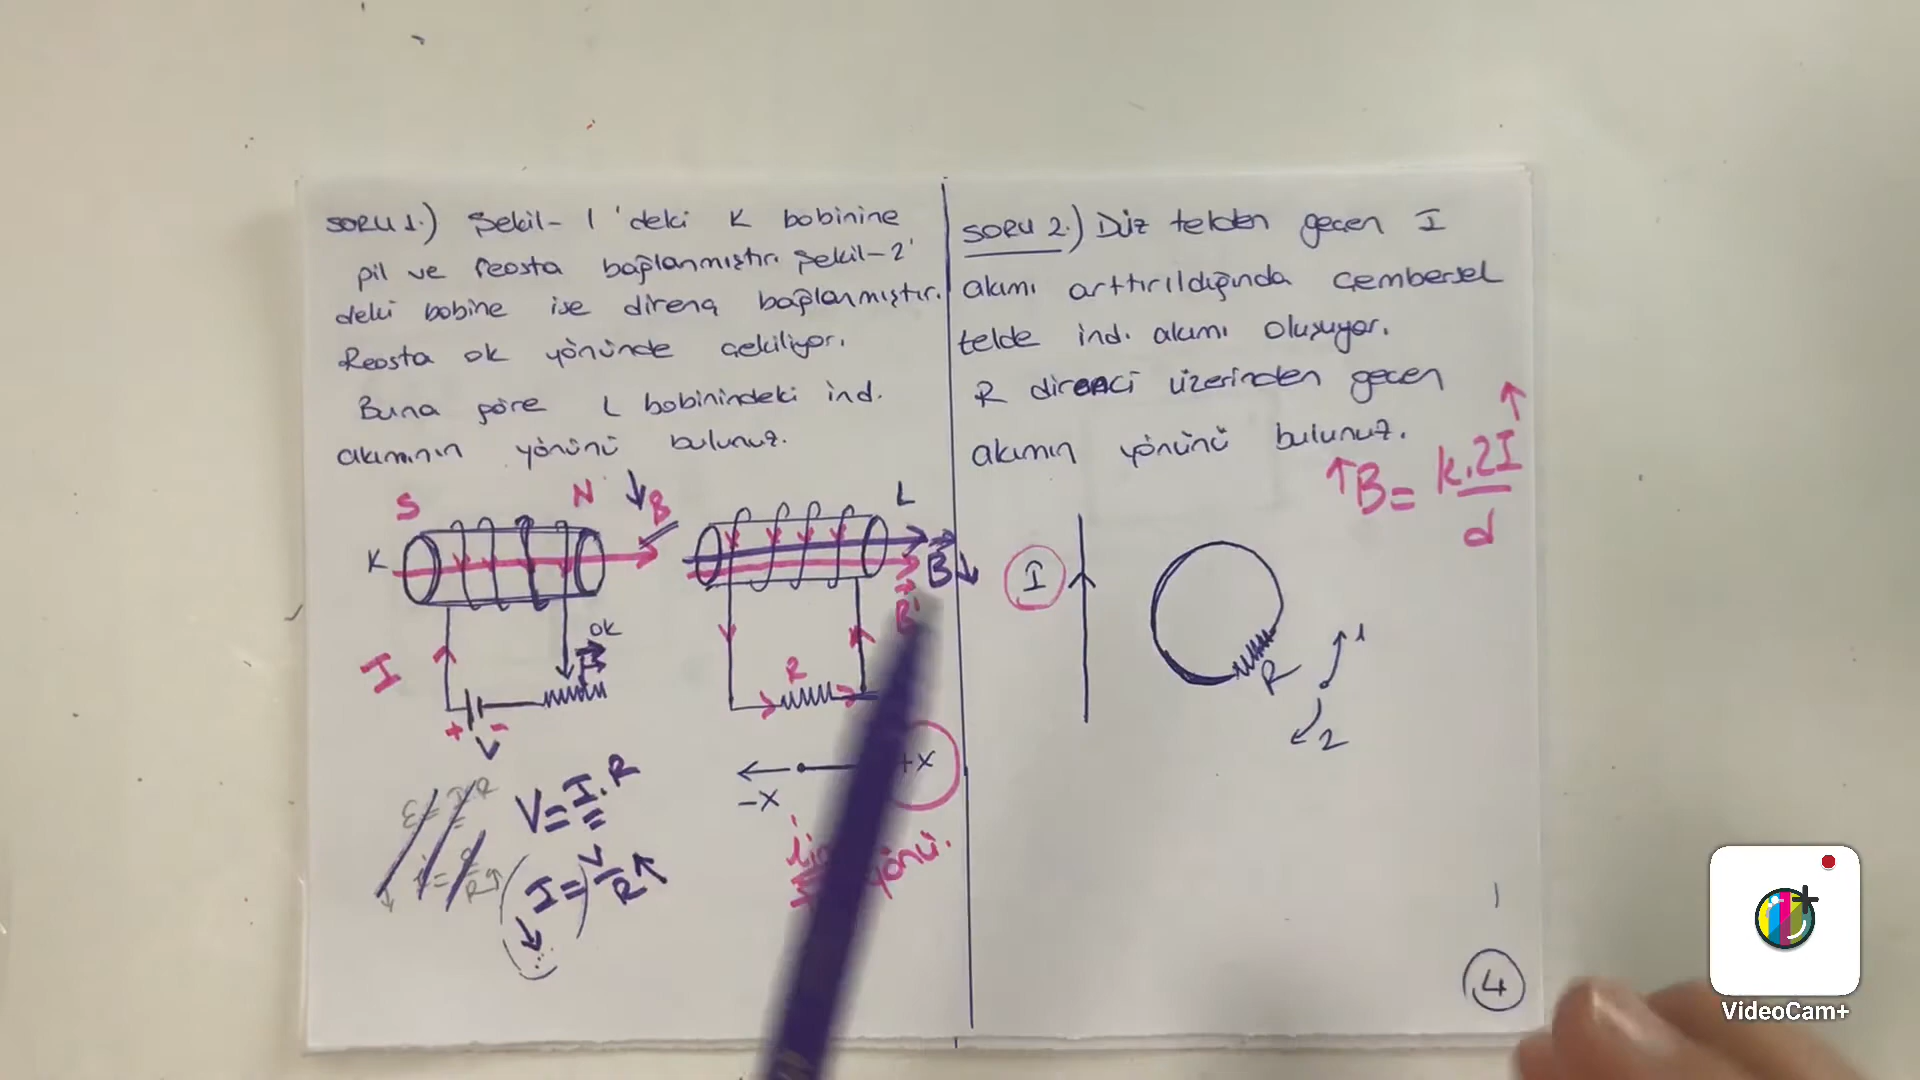 SORU 1.) Şekil-1'deki K bobinine
pil ve reosta bağlanmıştır. Şekil-2'
deki bobine ise direnç bağlanmıştır.
Reosta ok yönünde çekiliyor.
Buna göre L bobinindeki ind.
akımının yönünü bulunuz.
S N B
K
ok
I
+ -
V
L
B
B'
R
-X +X
yönü.
V=I.R
I=V/R
SORU 2.) Düz telden geçen I
akımı arttırıldığında çembersel
telde ind. akımı oluşuyor.
R direnci üzerinden geçen
akımın yönünü bulunuz.
B=k.2I/d
I
R
1
2
4
VideoCam+